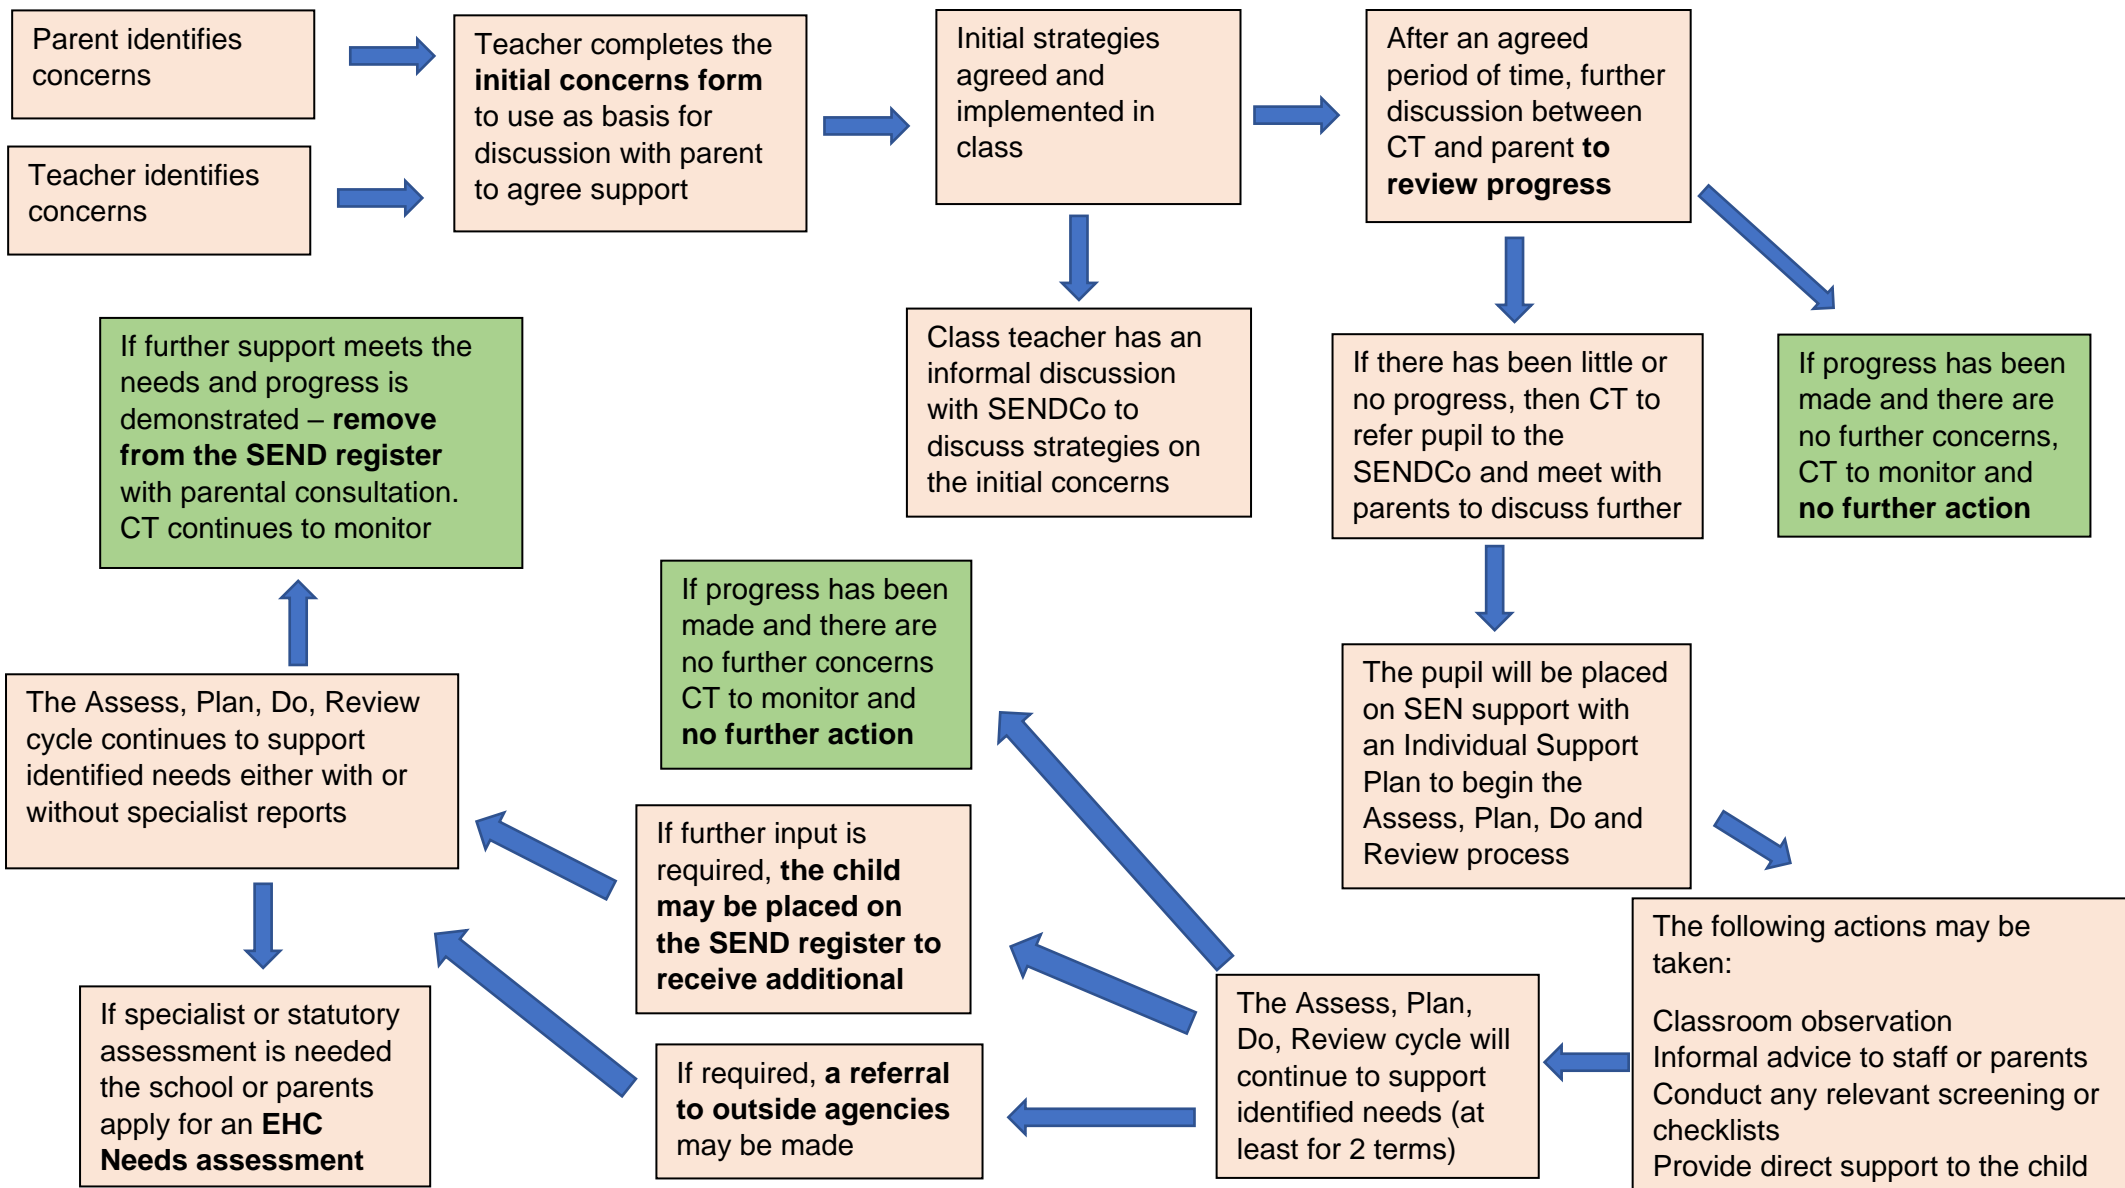 Parent identifies
concerns
Teacher identifies
concerns
Teacher completes the
initial concerns form
to use as basis for
discussion with parent
to agree support
Initial strategies
agreed and
implemented in
class
After an agreed
period of time, further
discussion between
CT and parent to
review progress
Class teacher has an
informal discussion
with SENDCo to
discuss strategies on
the initial concerns
If there has been little or
no progress, then CT to
refer pupil to the
SENDCo and meet with
parents to discuss further
If progress has been
made and there are
no further concerns,
CT to monitor and
no further action
The pupil will be placed
on SEN support with
an Individual Support
Plan to begin the
Assess, Plan, Do and
Review process
The following actions may be
taken:
Classroom observation
Informal advice to staff or parents
Conduct any relevant screening or
checklists
Provide direct support to the child
The Assess, Plan,
Do, Review cycle will
continue to support
identified needs (at
least for 2 terms)
If progress has been
made and there are
no further concerns
CT to monitor and
no further action
If further input is
required, the child
may be placed on
the SEND register to
receive additional
If required, a referral
to outside agencies
may be made
The Assess, Plan, Do, Review
cycle continues to support
identified needs either with or
without specialist reports
If further support meets the
needs and progress is
demonstrated – remove
from the SEND register
with parental consultation.
CT continues to monitor
If specialist or statutory
assessment is needed
the school or parents
apply for an EHC
Needs assessment